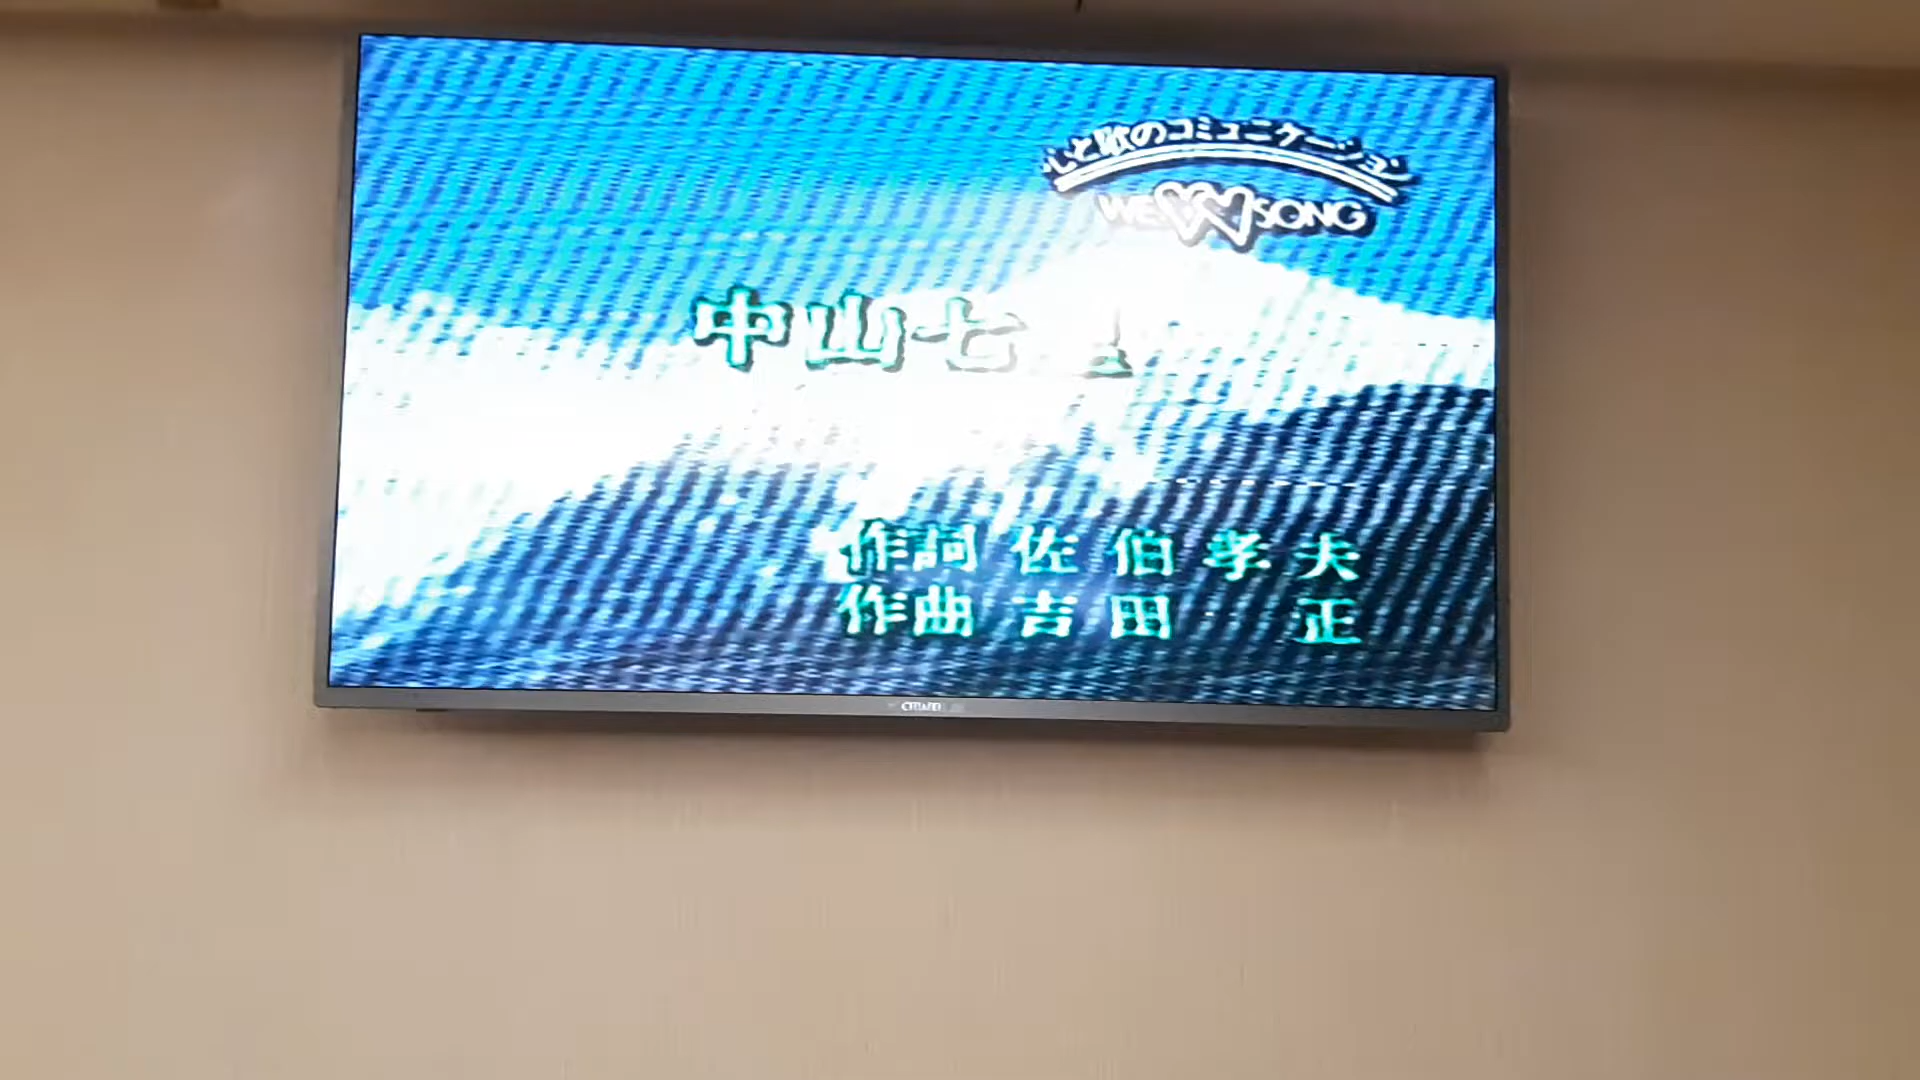 心と歌のコミュニケーション
WE SONG
中山七里
作詞 佐伯孝夫
作曲 吉田 正